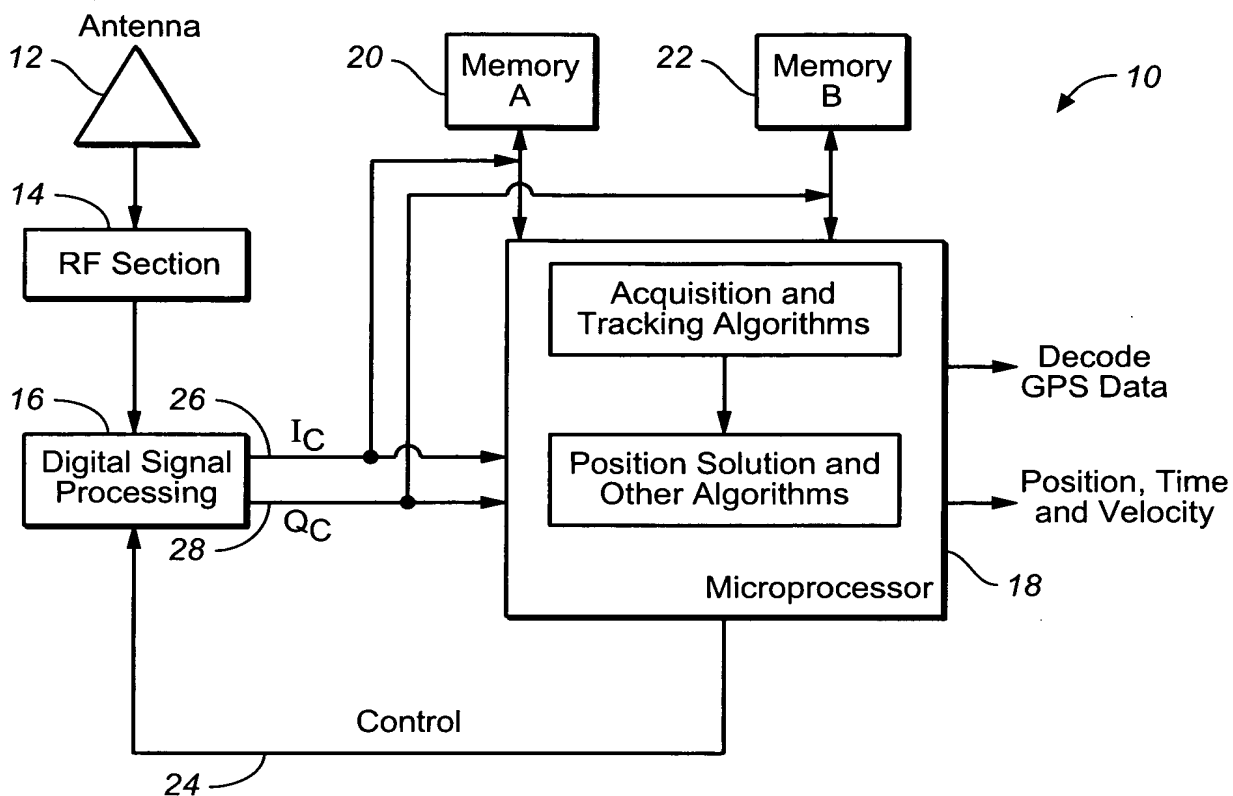 Antenna
12
20
Memory
A
22
Memory
B
10
14
RF Section
Acquisition and
Tracking Algorithms
Decode
GPS Data
16
26
IC
Digital Signal
Processing
Position Solution and
Other Algorithms
Position, Time
and Velocity
QC
28
Microprocessor
18
Control
24